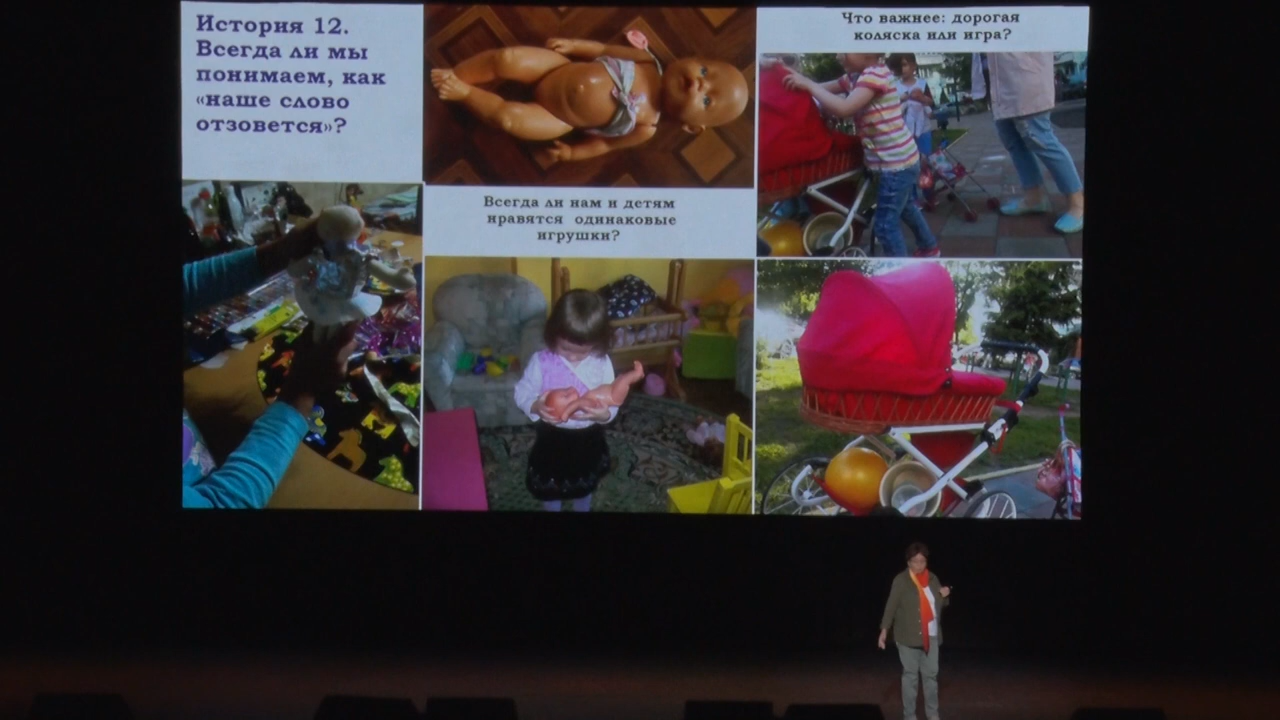 История 12.
Всегда ли мы
понимаем, как
«наше слово
отзовется»?
Всегда ли нам и детям
нравятся одинаковые
игрушки?
Что важнее: дорогая
коляска или игра?